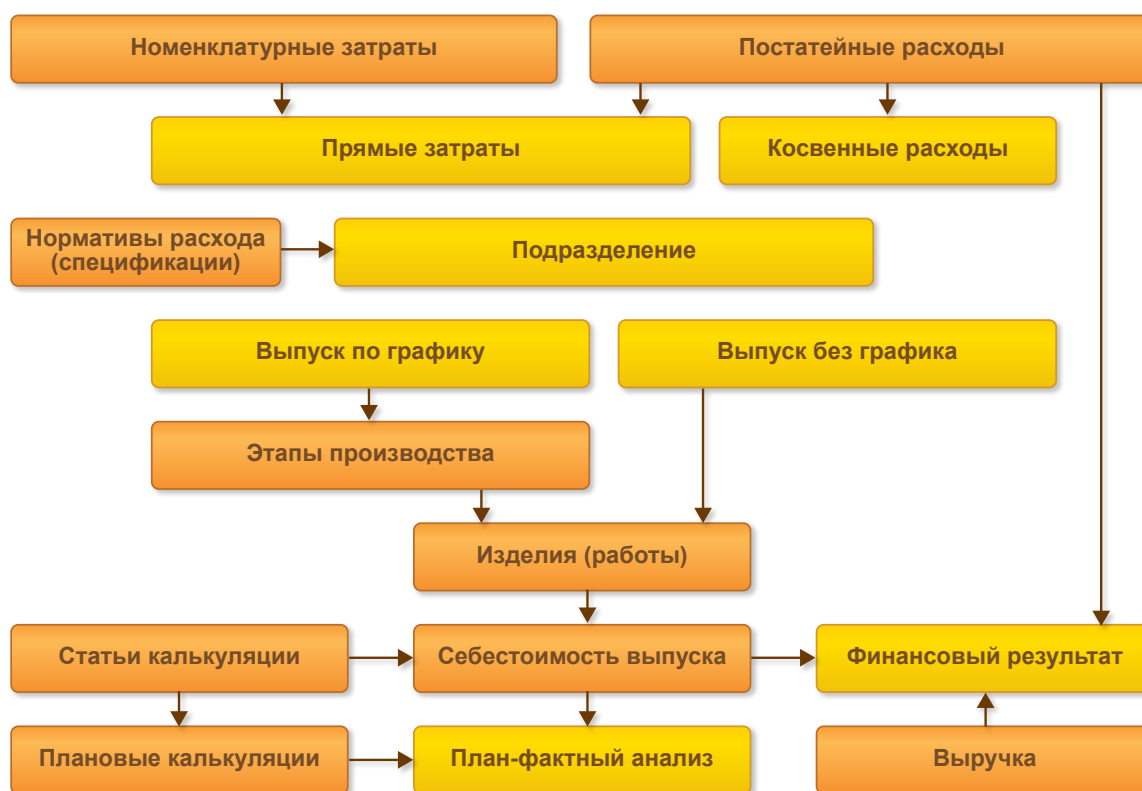 Номенклатурные затраты
Постатейные расходы
Прямые затраты
Косвенные расходы
Нормативы расхода
(спецификации)
Подразделение
Выпуск по графику
Выпуск без графика
Этапы производства
Изделия (работы)
Статьи калькуляции
Себестоимость выпуска
Финансовый результат
Плановые калькуляции
План-фактный анализ
Выручка